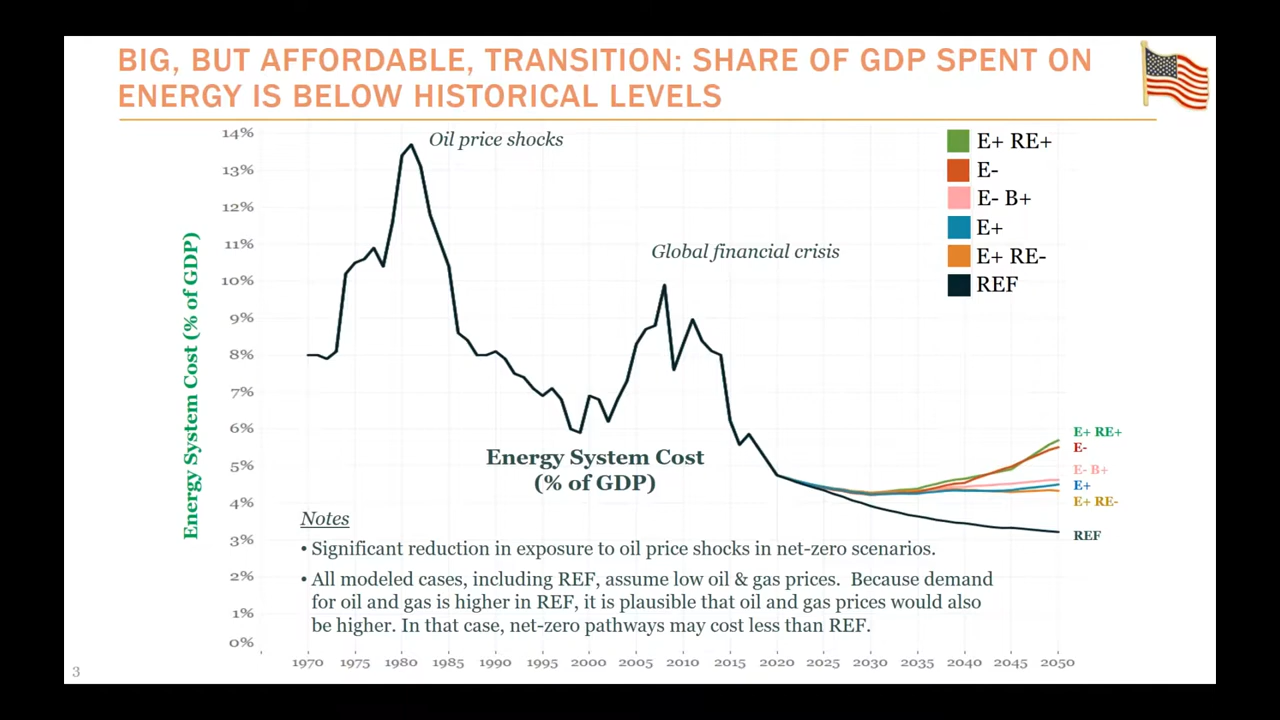 BIG, BUT AFFORDABLE, TRANSITION: SHARE OF GDP SPENT ON
ENERGY IS BELOW HISTORICAL LEVELS
Energy System Cost (% of GDP)
14%
13%
12%
11%
10%
9%
8%
7%
6%
5%
4%
3%
2%
1%
0%
Oil price shocks
Global financial crisis
E+ RE+
E-
E- B+
E+
E+ RE-
REF
Energy System Cost
(% of GDP)
E+ RE+
E-
E- B+
E+
E+ RE-
REF
Notes
• Significant reduction in exposure to oil price shocks in net-zero scenarios.
• All modeled cases, including REF, assume low oil & gas prices. Because demand
for oil and gas is higher in REF, it is plausible that oil and gas prices would also
be higher. In that case, net-zero pathways may cost less than REF.
1970 1975 1980 1985 1990 1995 2000 2005 2010 2015 2020 2025 2030 2035 2040 2045 2050
3